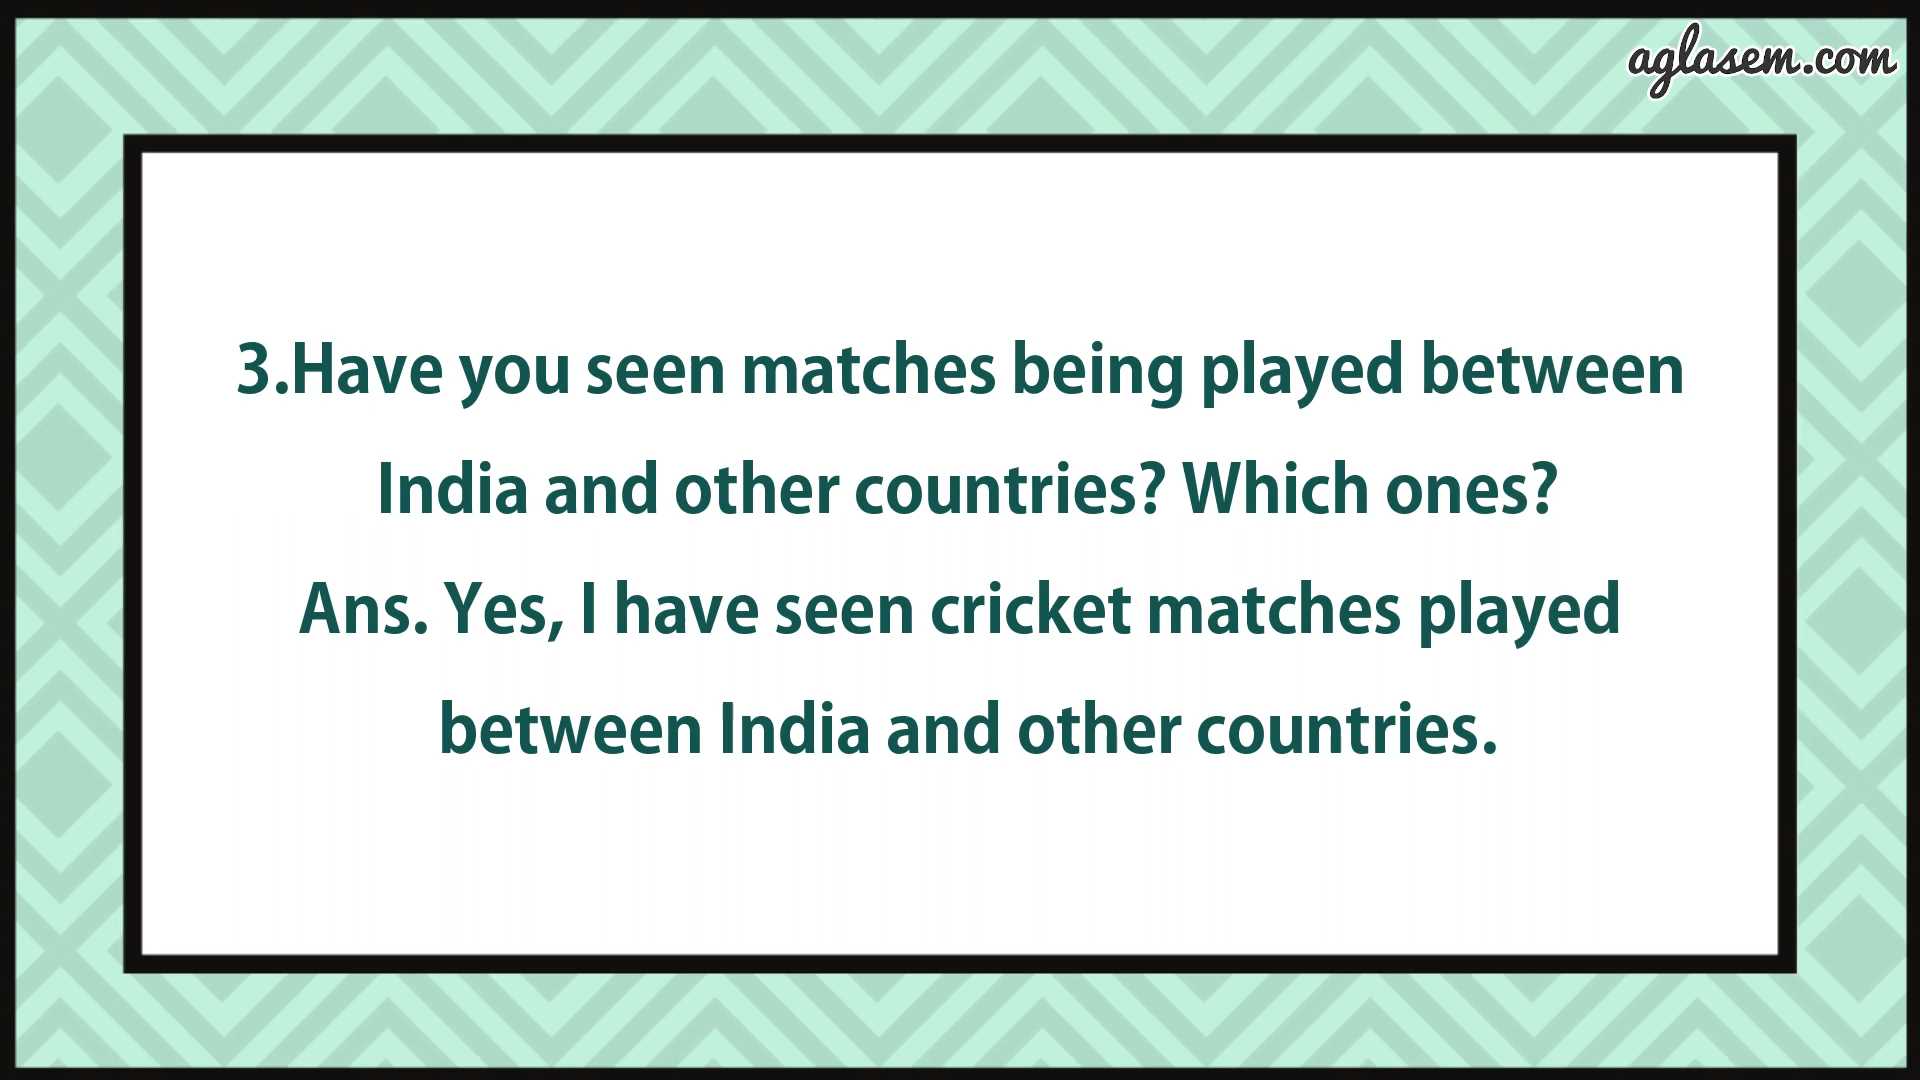 aglasem.com
3.Have you seen matches being played between
India and other countries? Which ones?
Ans. Yes, I have seen cricket matches played
between India and other countries.